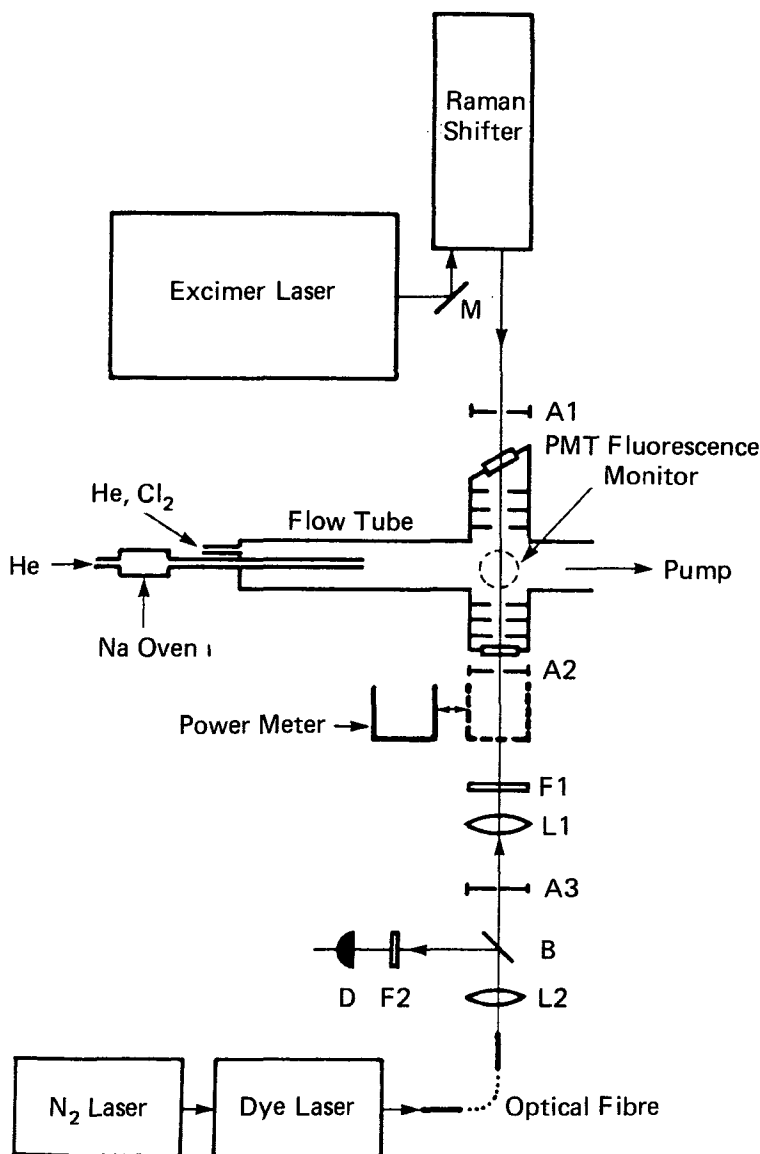 Raman
Shifter
Excimer Laser
M
A1
PMT Fluorescence
Monitor
He, Cl₂
Flow Tube
He
Pump
Na Oven
A2
Power Meter
F1
L1
A3
B
D
F2
L2
N₂ Laser
Dye Laser
Optical Fibre